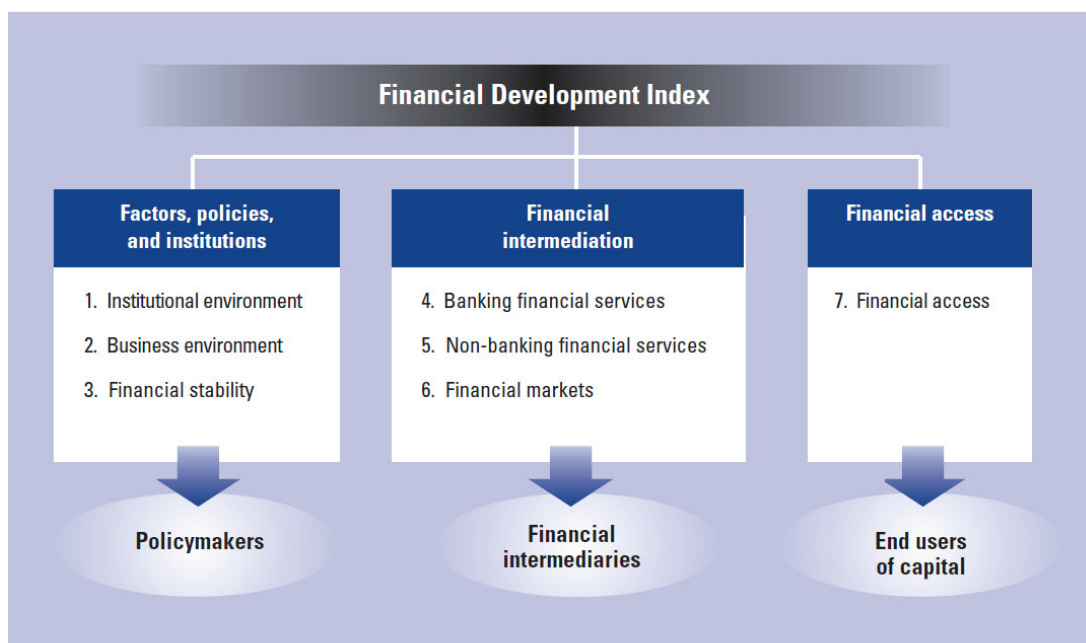 Financial Development Index
Factors, policies,
and institutions
1. Institutional environment
2. Business environment
3. Financial stability
Policymakers
Financial
intermediation
4. Banking financial services
5. Non-banking financial services
6. Financial markets
Financial
intermediaries
Financial access
7. Financial access
End users
of capital